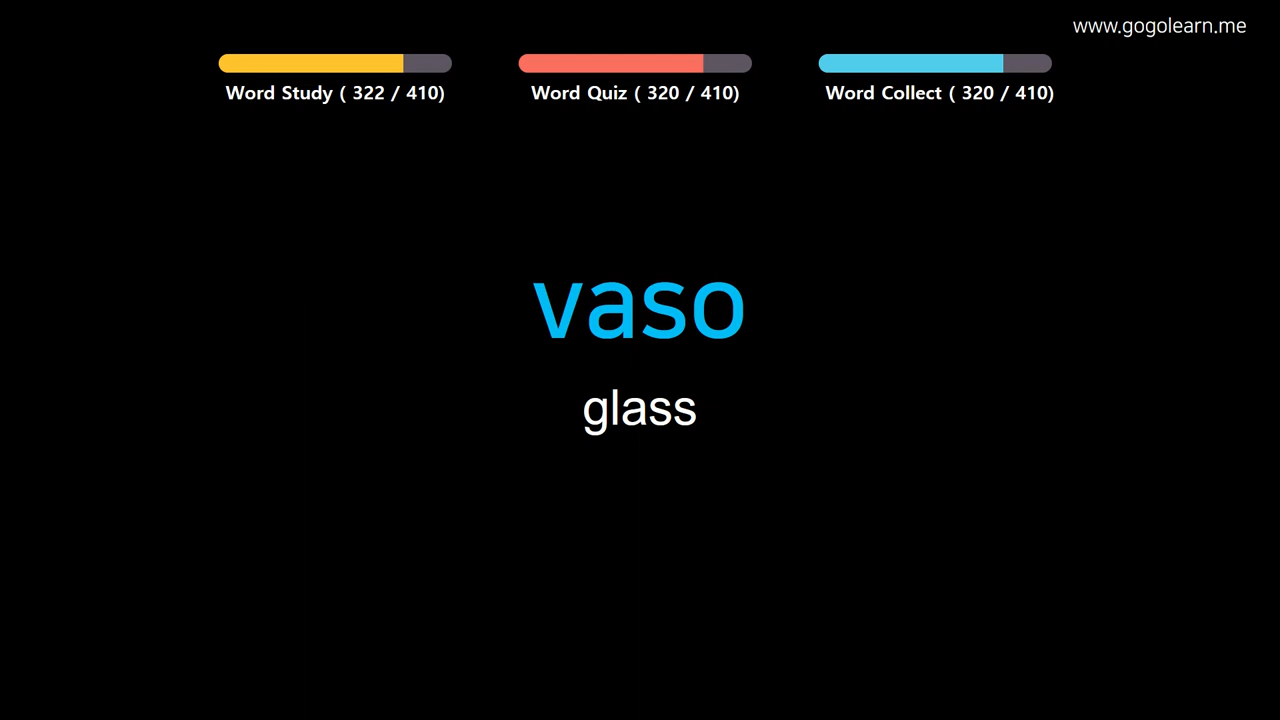 www.gogolearn.me
Word Study ( 322 / 410)
Word Quiz ( 320 / 410)
Word Collect ( 320 / 410)
vaso
glass